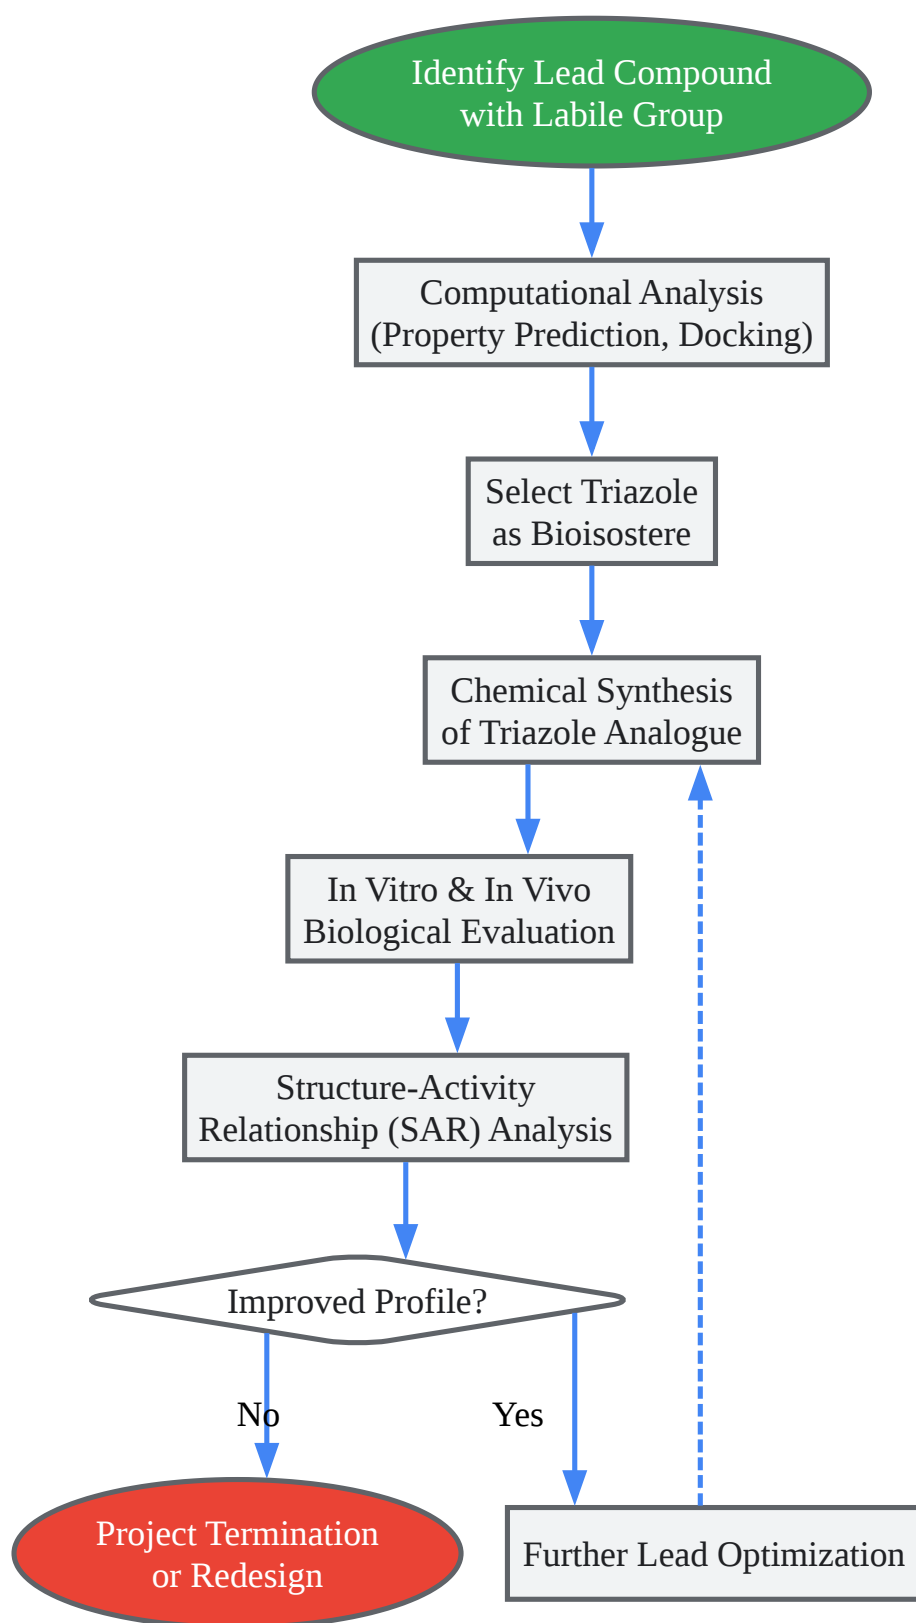 Identify Lead Compound
with Labile Group
Computational Analysis
(Property Prediction, Docking)
Select Triazole
as Bioisostere
Chemical Synthesis
of Triazole Analogue
In Vitro & In Vivo
Biological Evaluation
Structure-Activity
Relationship (SAR) Analysis
Improved Profile?
No
Yes
Project Termination
or Redesign
Further Lead Optimization